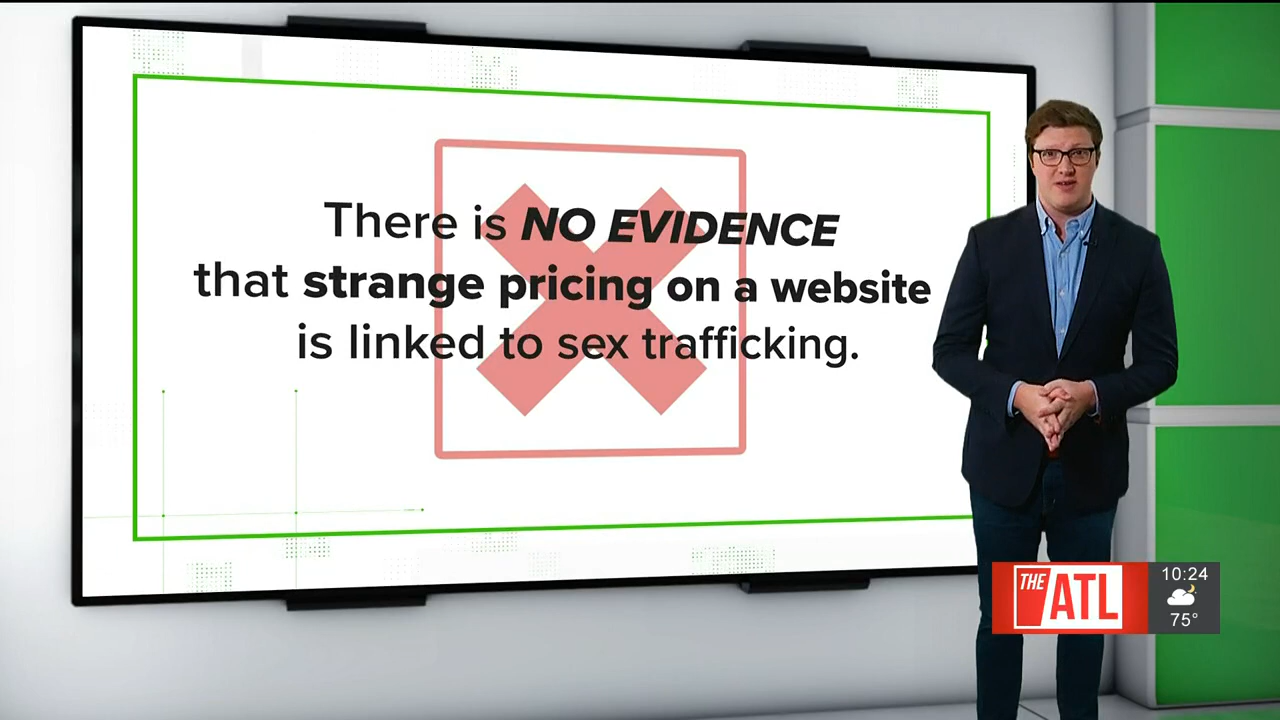 There is NO EVIDENCE
that strange pricing on a website
is linked to sex trafficking.
THE
ATL
10:24
75°